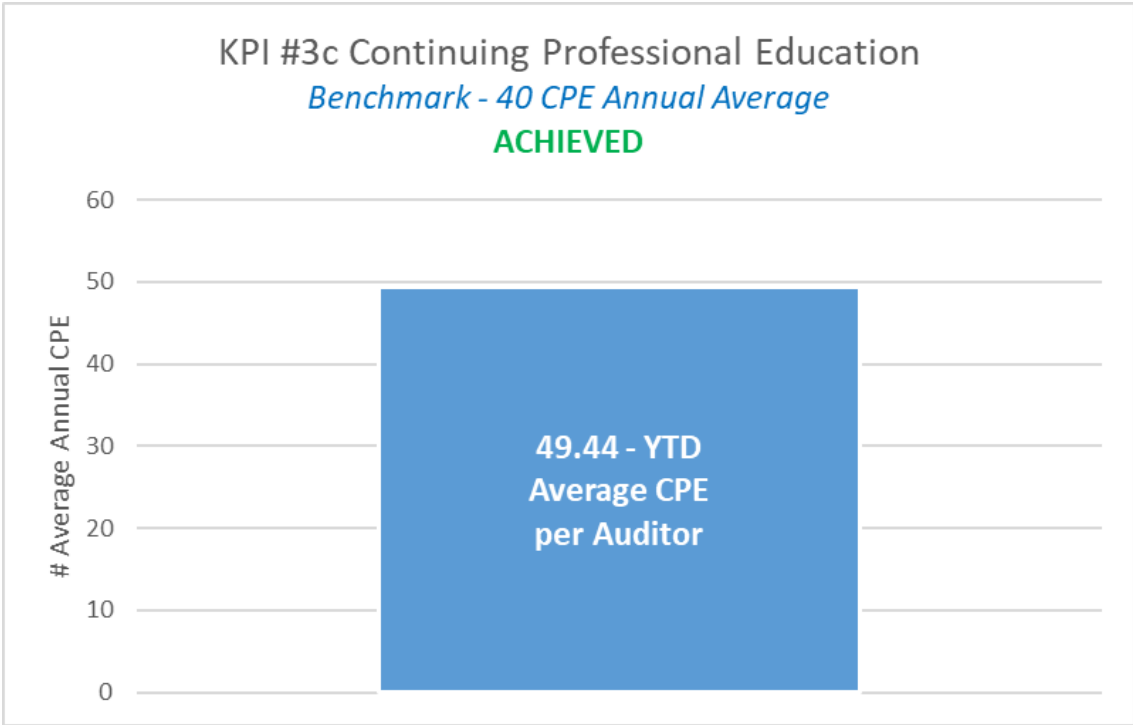 KPI #3c Continuing Professional Education
Benchmark - 40 CPE Annual Average
ACHIEVED
# Average Annual CPE
60
50
40
30
20
10
0
49.44 - YTD
Average CPE
per Auditor